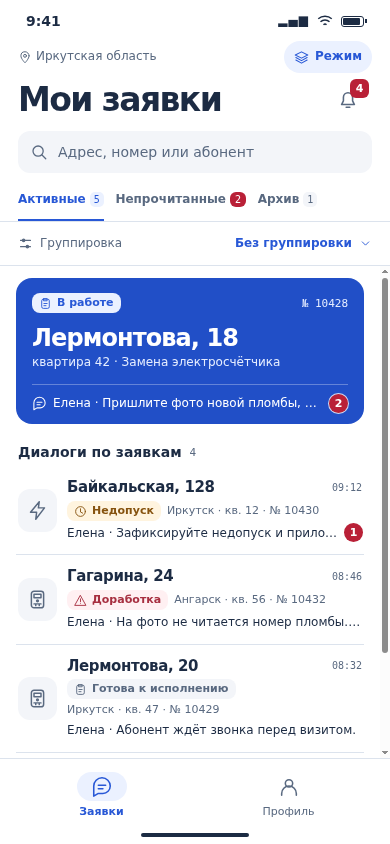 9:41
Иркутская область
Режим
Мои заявки
4
Адрес, номер или абонент
Активные 5 Непрочитанные 2 Архив 1
Группировка Без группировки
В работе № 10428
Лермонтова, 18
квартира 42 · Замена электросчётчика
Елена · Пришлите фото новой пломбы, … 2
Диалоги по заявкам 4
Байкальская, 128 09:12
Недопуск Иркутск · кв. 12 · № 10430
Елена · Зафиксируйте недопуск и прило… 1
Гагарина, 24 08:46
Доработка Ангарск · кв. 56 · № 10432
Елена · На фото не читается номер пломбы.…
Лермонтова, 20 08:32
Готова к исполнению
Иркутск · кв. 47 · № 10429
Елена · Абонент ждёт звонка перед визитом.
Заявки Профиль